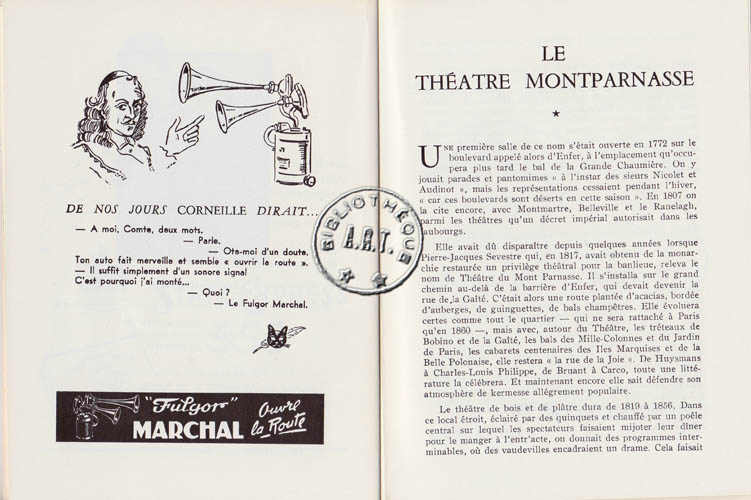 DE NOS JOURS CORNEILLE DIRAIT...
— A moi, Comte, deux mots.
— Parle.
— Ote-moi d'un doute.
Ton auto fait merveille et semble « ouvrir la route ».
— Il suffit simplement d'un sonore signal
C'est pourquoi j'ai monté...
— Quoi ?
— Le Fulgor Marchal.
"Fulgor"
MARCHAL
Ouvre
la Route
BIBLIOTHÈQUE
A.R.T.
LE
THÉATRE MONTPARNASSE
UNE première salle de ce nom s'était ouverte en 1772 sur le
boulevard appelé alors d'Enfer, à l'emplacement qu'occu-
pera plus tard le bal de la Grande Chaumière. On y
jouait parades et pantomimes « à l'instar des sieurs Nicolet et
Audinot », mais les représentations cessaient pendant l'hiver,
« car ces boulevards sont déserts en cette saison ». En 1807 on
la cite encore, avec Montmartre, Belleville et le Ranelagh,
parmi les théâtres qu'un décret impérial autorisait dans les
faubourgs.
Elle avait dû disparaître depuis quelques années lorsque
Pierre-Jacques Sevestre qui, en 1817, avait obtenu de la monar-
chie restaurée un privilège théâtral pour la banlieue, releva le
nom de Théâtre du Mont Parnasse. Il s'installa sur le grand
chemin au-delà de la barrière d'Enfer, qui devait devenir la
rue de la Gaîté. C'était alors une route plantée d'acacias, bordée
d'auberges, de guinguettes, de bals champêtres. Elle évoluera
certes comme tout le quartier — qui ne sera rattaché à Paris
qu'en 1860 —, mais avec, autour du Théâtre, les tréteaux de
Bobino et de la Gaîté, les bals des Mille-Colonnes et du Jardin
de Paris, les cabarets centenaires des Iles Marquises et de la
Belle Polonaise, elle restera « la rue de la Joie ». De Huysmans
à Charles-Louis Philippe, de Bruant à Carco, toute une litté-
rature la célébrera. Et maintenant encore elle sait défendre son
atmosphère de kermesse allégrement populaire.
Le théâtre de bois et de plâtre dura de 1819 à 1856. Dans
ce local étroit, éclairé par des quinquets et chauffé par un poêle
central sur lequel les spectateurs faisaient mijoter leur dîner
pour le manger à l'entr'acte, on donnait des programmes inter-
minables, où des vaudevilles encadraient un drame. Cela faisait